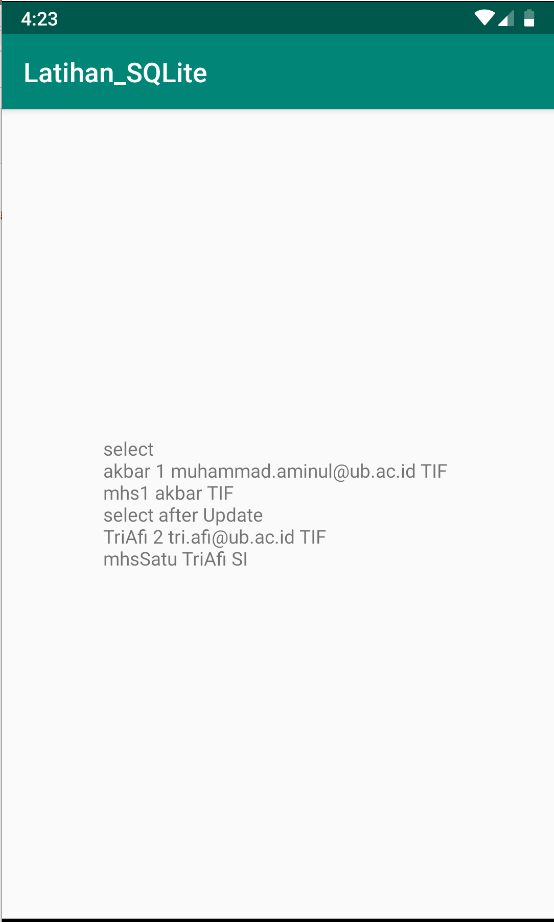 4:23
Latihan_SQLite
select
akbar 1 muhammad.aminul@ub.ac.id TIF
mhs1 akbar TIF
select after Update
TriAfi 2 tri.afi@ub.ac.id TIF
mhsSatu TriAfi SI